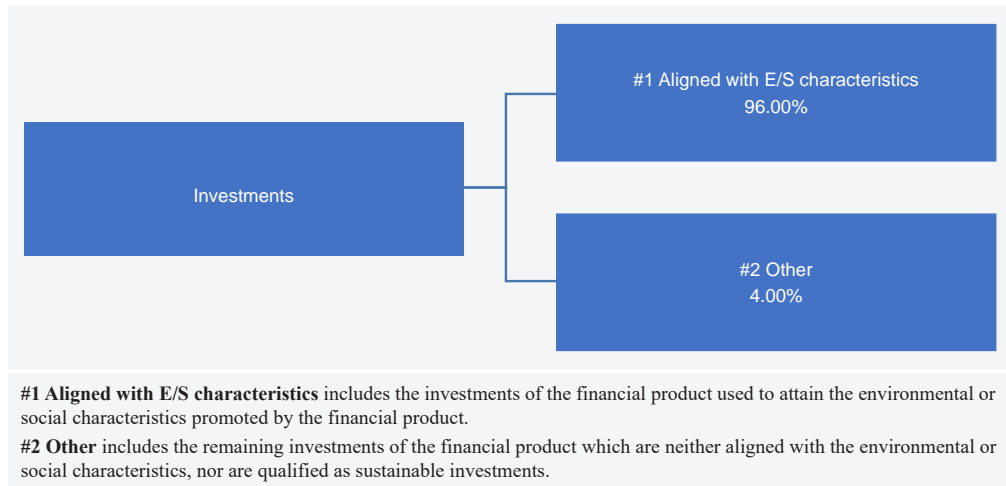 #1 Aligned with E/S characteristics
96.00%
Investments
#2 Other
4.00%
#1 Aligned with E/S characteristics includes the investments of the financial product used to attain the environmental or
social characteristics promoted by the financial product.
#2 Other includes the remaining investments of the financial product which are neither aligned with the environmental or
social characteristics, nor are qualified as sustainable investments.